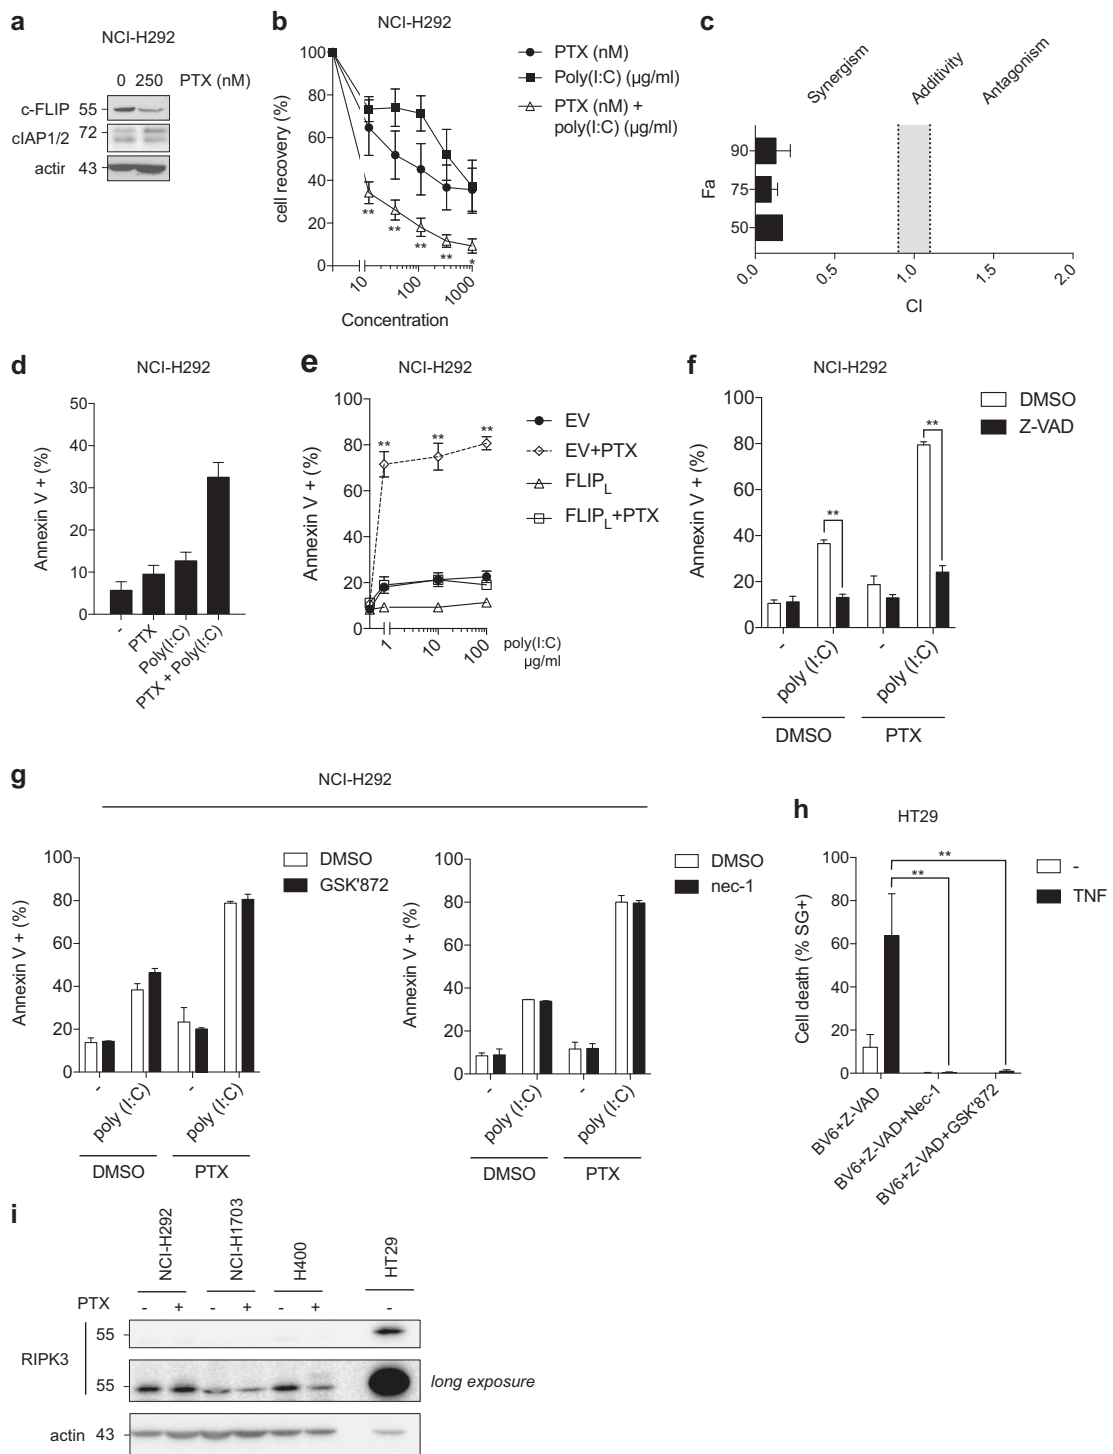 a
NCI-H292
0 250 PTX (nM)
c-FLIP 55
cIAP1/2 72
actir 43
b
NCI-H292
100
80
60
40
20
0
cell recovery (%)
** ** ** ** *
10 100 1000
Concentration
PTX (nM)
Poly(I:C) (µg/ml)
PTX (nM) +
poly(I:C) (µg/ml)
c
Synergism Additivity Antagonism
90
75
50
Fa
0.0 0.5 1.0 1.5 2.0
CI
d
NCI-H292
50
40
30
20
10
0
Annexin V + (%)
- PTX Poly(I:C) PTX + Poly(I:C)
e
NCI-H292
100
80
60
40
20
0
Annexin V + (%)
** ** **
1 10 100 poly(I:C)
µg/ml
EV
EV+PTX
FLIPL
FLIPL+PTX
f
NCI-H292
100
80
60
40
20
0
Annexin V + (%)
** **
DMSO
Z-VAD
- poly (I:C) - poly (I:C)
DMSO PTX
g
NCI-H292
100
80
60
40
20
0
Annexin V + (%)
DMSO
GSK'872
- poly (I:C) - poly (I:C)
DMSO PTX
100
80
60
40
20
0
Annexin V + (%)
DMSO
nec-1
- poly (I:C) - poly (I:C)
DMSO PTX
h
HT29
100
80
60
40
20
0
Cell death (% SG+)
**
**
-
TNF
BV6+Z-VAD BV6+Z-VAD+Nec-1 BV6+Z-VAD+GSK'872
i
NCI-H292 NCI-H1703 H400 HT29
PTX - + - + - + -
RIPK3
55
55 long exposure
actin 43